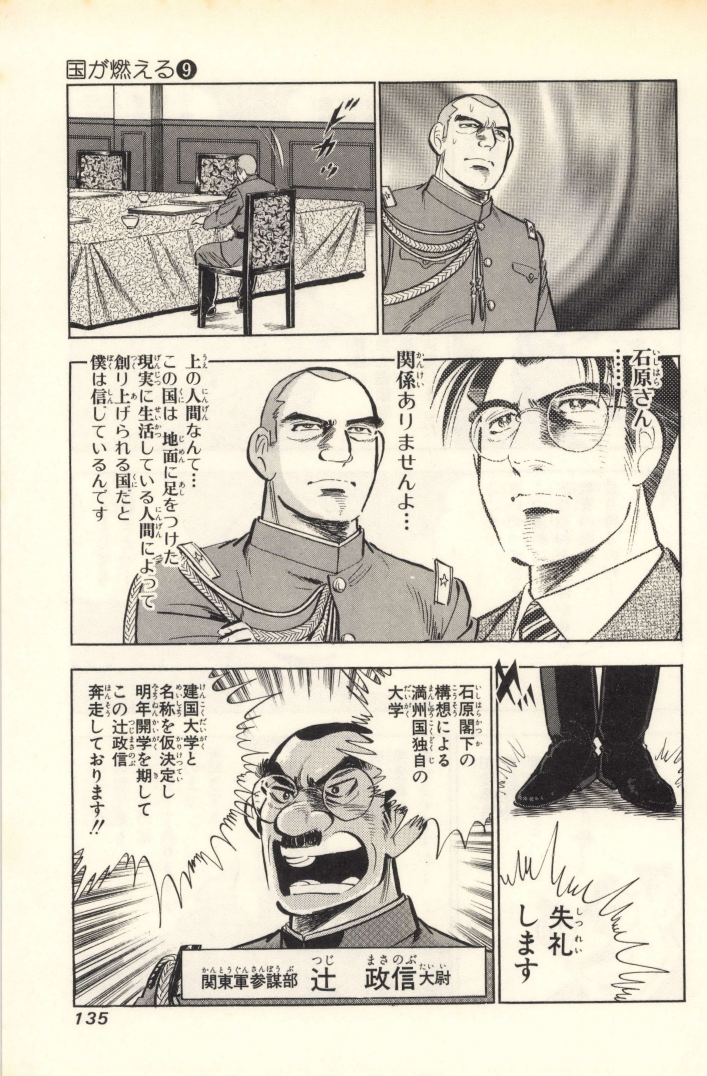 国が燃える❾
ドカッ
石原さん
……
関係ありませんよ…
上の人間なんて…
この国は 地面に足をつけた
現実に生活している人間によって
創り上げられる国だと
僕は信じているんです
失礼
します
石原閣下の
構想による
満州国独自の
大学
建国大学と
名称を仮決定し
明年開学を期して
この辻政信
奔走しております!!
関東軍参謀部 辻 政信大尉
135